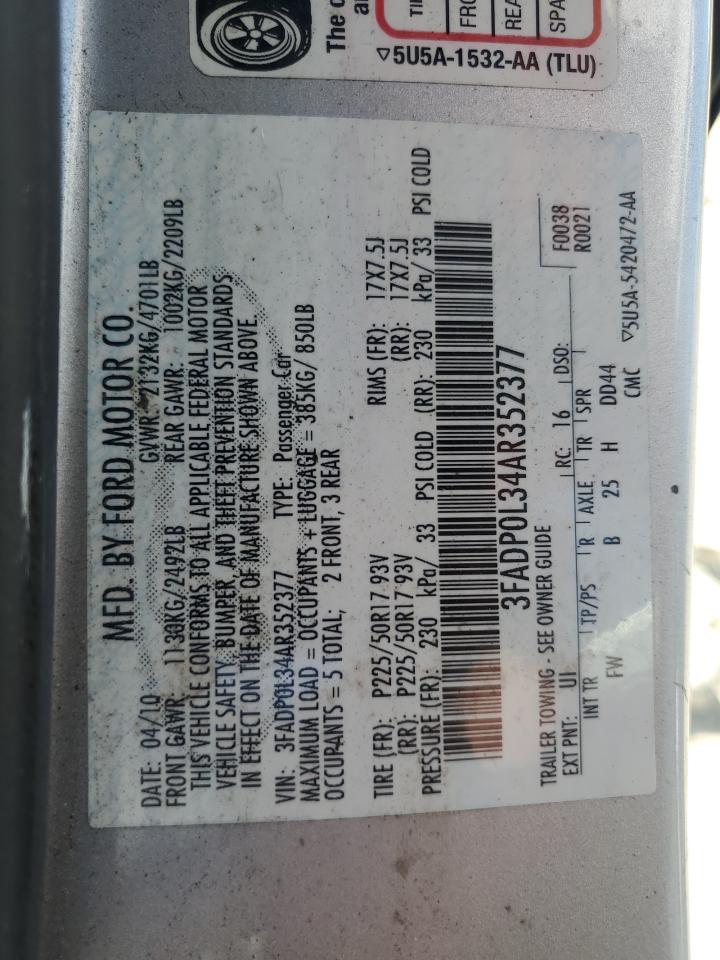 The o
an
TI
FRO
REA
SPA
▽5U5A-1532-AA (TLU)
MFD. BY FORD MOTOR CO.
DATE: 04/10 GVWR: 2132KG/4701LB
FRONT GAWR: 1130KG/2492LB REAR GAWR: 1002KG/2209LB
THIS VEHICLE CONFORMS TO ALL APPLICABLE FEDERAL MOTOR
VEHICLE SAFETY, BUMPER, AND THEFT PREVENTION STANDARDS
IN EFFECT ON THE DATE OF MANUFACTURE SHOWN ABOVE
VIN: 3FADP0L34AR352377 TYPE: Passenger Car
MAXIMUM LOAD = OCCUPANTS + LUGGAGE = 385KG/ 850LB
OCCUPANTS = 5 TOTAL; 2 FRONT, 3 REAR
TIRE (FR): P225/50R17 93V RIMS (FR): 17X7.5J
(RR): P225/50R17 93V (RR): 17X7.5J
PRESSURE (FR): 230 kPa/ 33 PSI COLD (RR): 230 kPa/ 33 PSI COLD
3FADP0L34AR352377
TRAILER TOWING - SEE OWNER GUIDE F0038
EXT PNT: UI RC: 16 DSO: R0021
INT TR TP/PS R AXLE TR SPR
FW B 25 H DD44
CMC ▽5U5A-5420472-AA